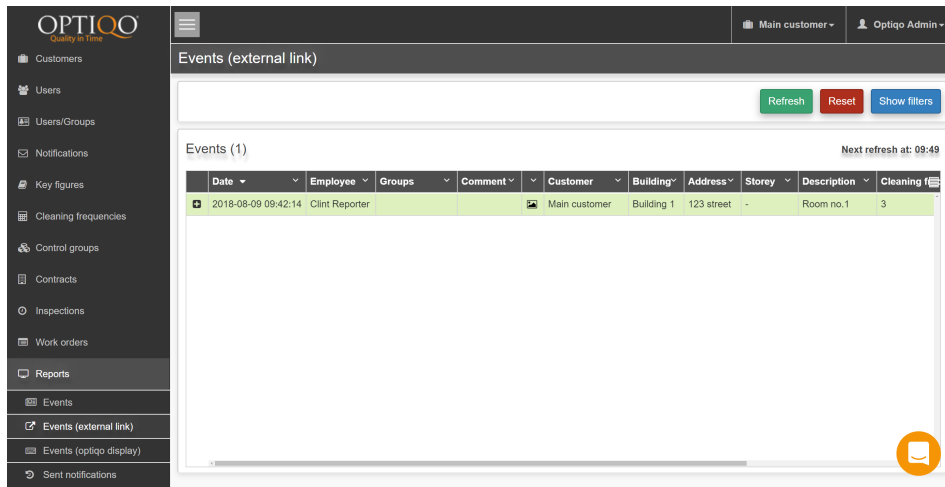 OPTIQO
Quality in Time
Main customer
Optiqo Admin
Customers
Users
Users/Groups
Notifications
Key figures
Cleaning frequencies
Control groups
Contracts
Inspections
Work orders
Reports
Events
Events (external link)
Events (optiqo display)
Sent notifications
Events (external link)
Refresh Reset Show filters
Events (1)
Next refresh at: 09:49
Date Employee Groups Comment Customer Building Address Storey Description Cleaning
2018-08-09 09:42:14 Clint Reporter Main customer Building 1 123 street - Room no.1 3